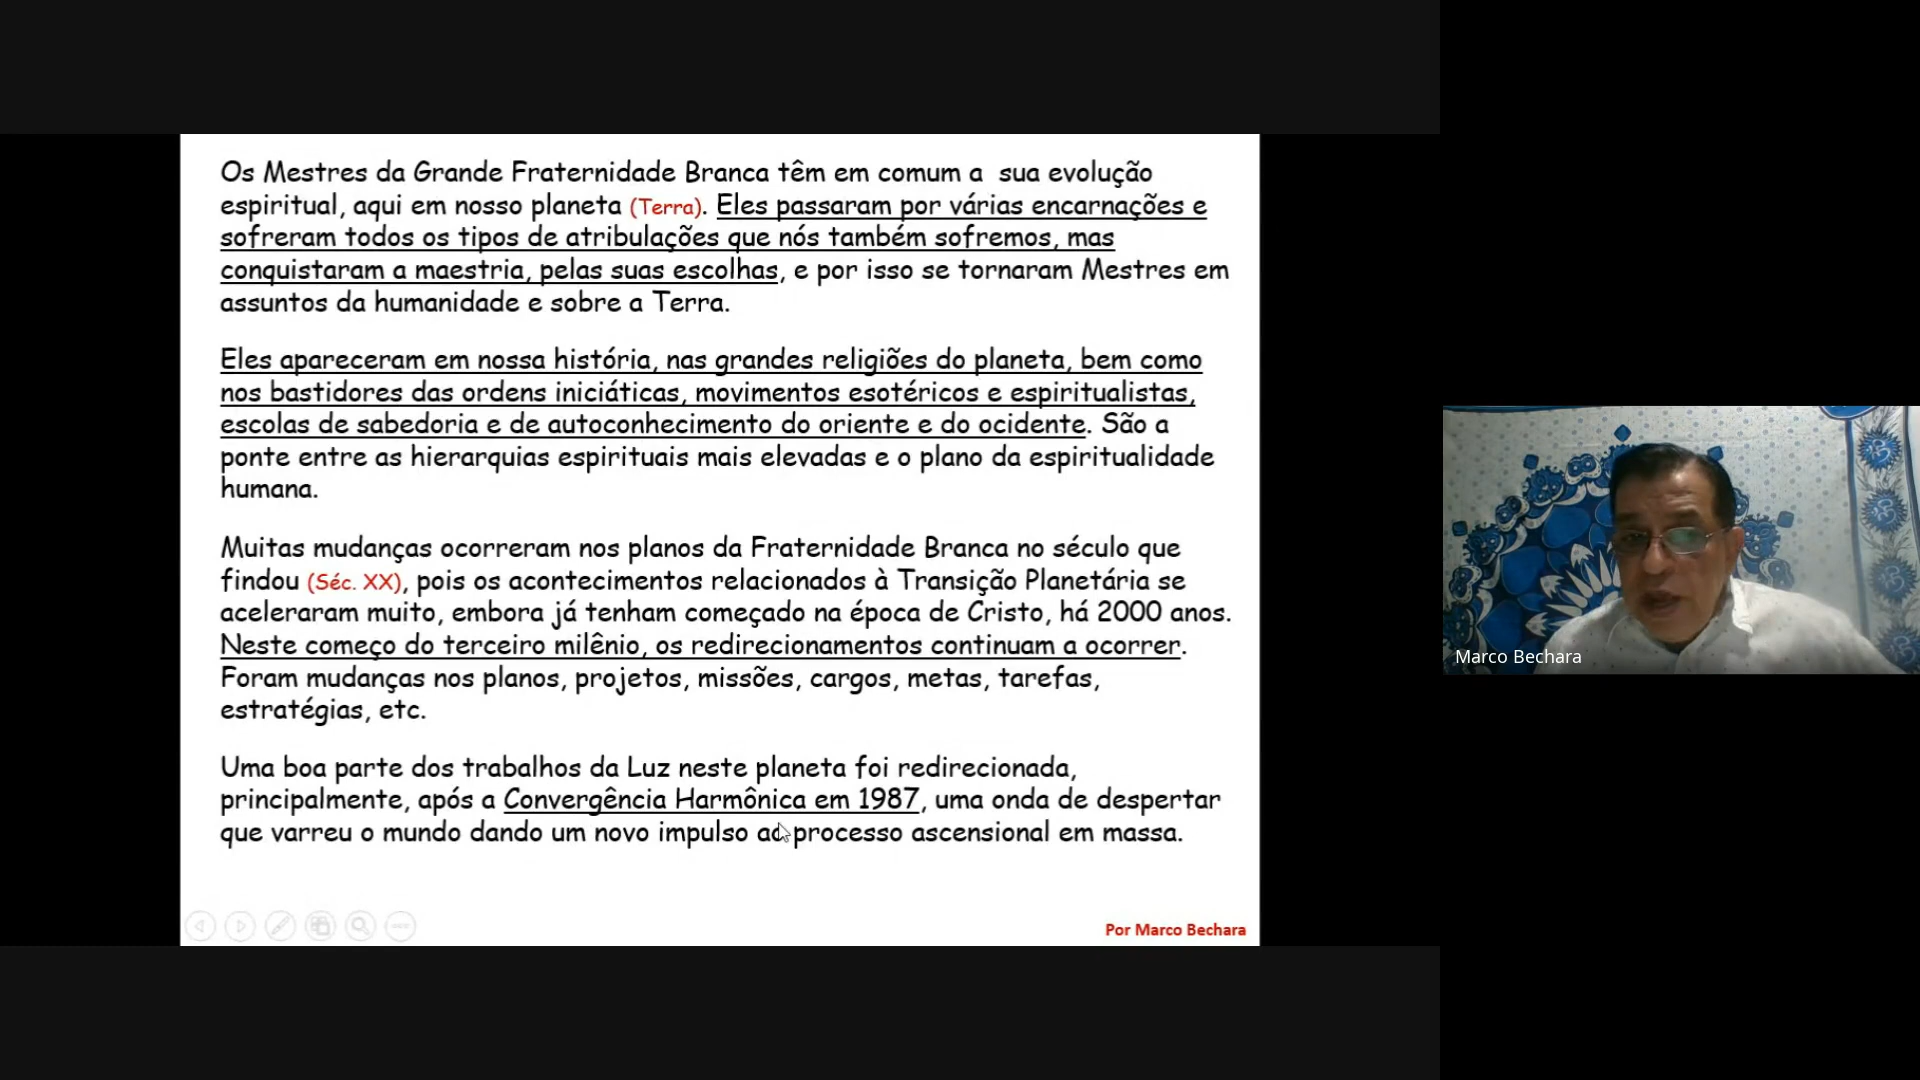 Os Mestres da Grande Fraternidade Branca têm em comum a  sua evolução
espiritual, aqui em nosso planeta (Terra). Eles passaram por várias encarnações e
sofreram todos os tipos de atribulações que nós também sofremos, mas
conquistaram a maestria, pelas suas escolhas, e por isso se tornaram Mestres em
assuntos da humanidade e sobre a Terra.
Eles apareceram em nossa história, nas grandes religiões do planeta, bem como
nos bastidores das ordens iniciáticas, movimentos esotéricos e espiritualistas,
escolas de sabedoria e de autoconhecimento do oriente e do ocidente. São a
ponte entre as hierarquias espirituais mais elevadas e o plano da espiritualidade
humana.
Muitas mudanças ocorreram nos planos da Fraternidade Branca no século que
findou (Séc. XX), pois os acontecimentos relacionados à Transição Planetária se
aceleraram muito, embora já tenham começado na época de Cristo, há 2000 anos.
Neste começo do terceiro milênio, os redirecionamentos continuam a ocorrer.
Foram mudanças nos planos, projetos, missões, cargos, metas, tarefas,
estratégias, etc.
Uma boa parte dos trabalhos da Luz neste planeta foi redirecionada,
principalmente, após a Convergência Harmônica em 1987, uma onda de despertar
que varreu o mundo dando um novo impulso ao processo ascensional em massa.
Por Marco Bechara
Marco Bechara